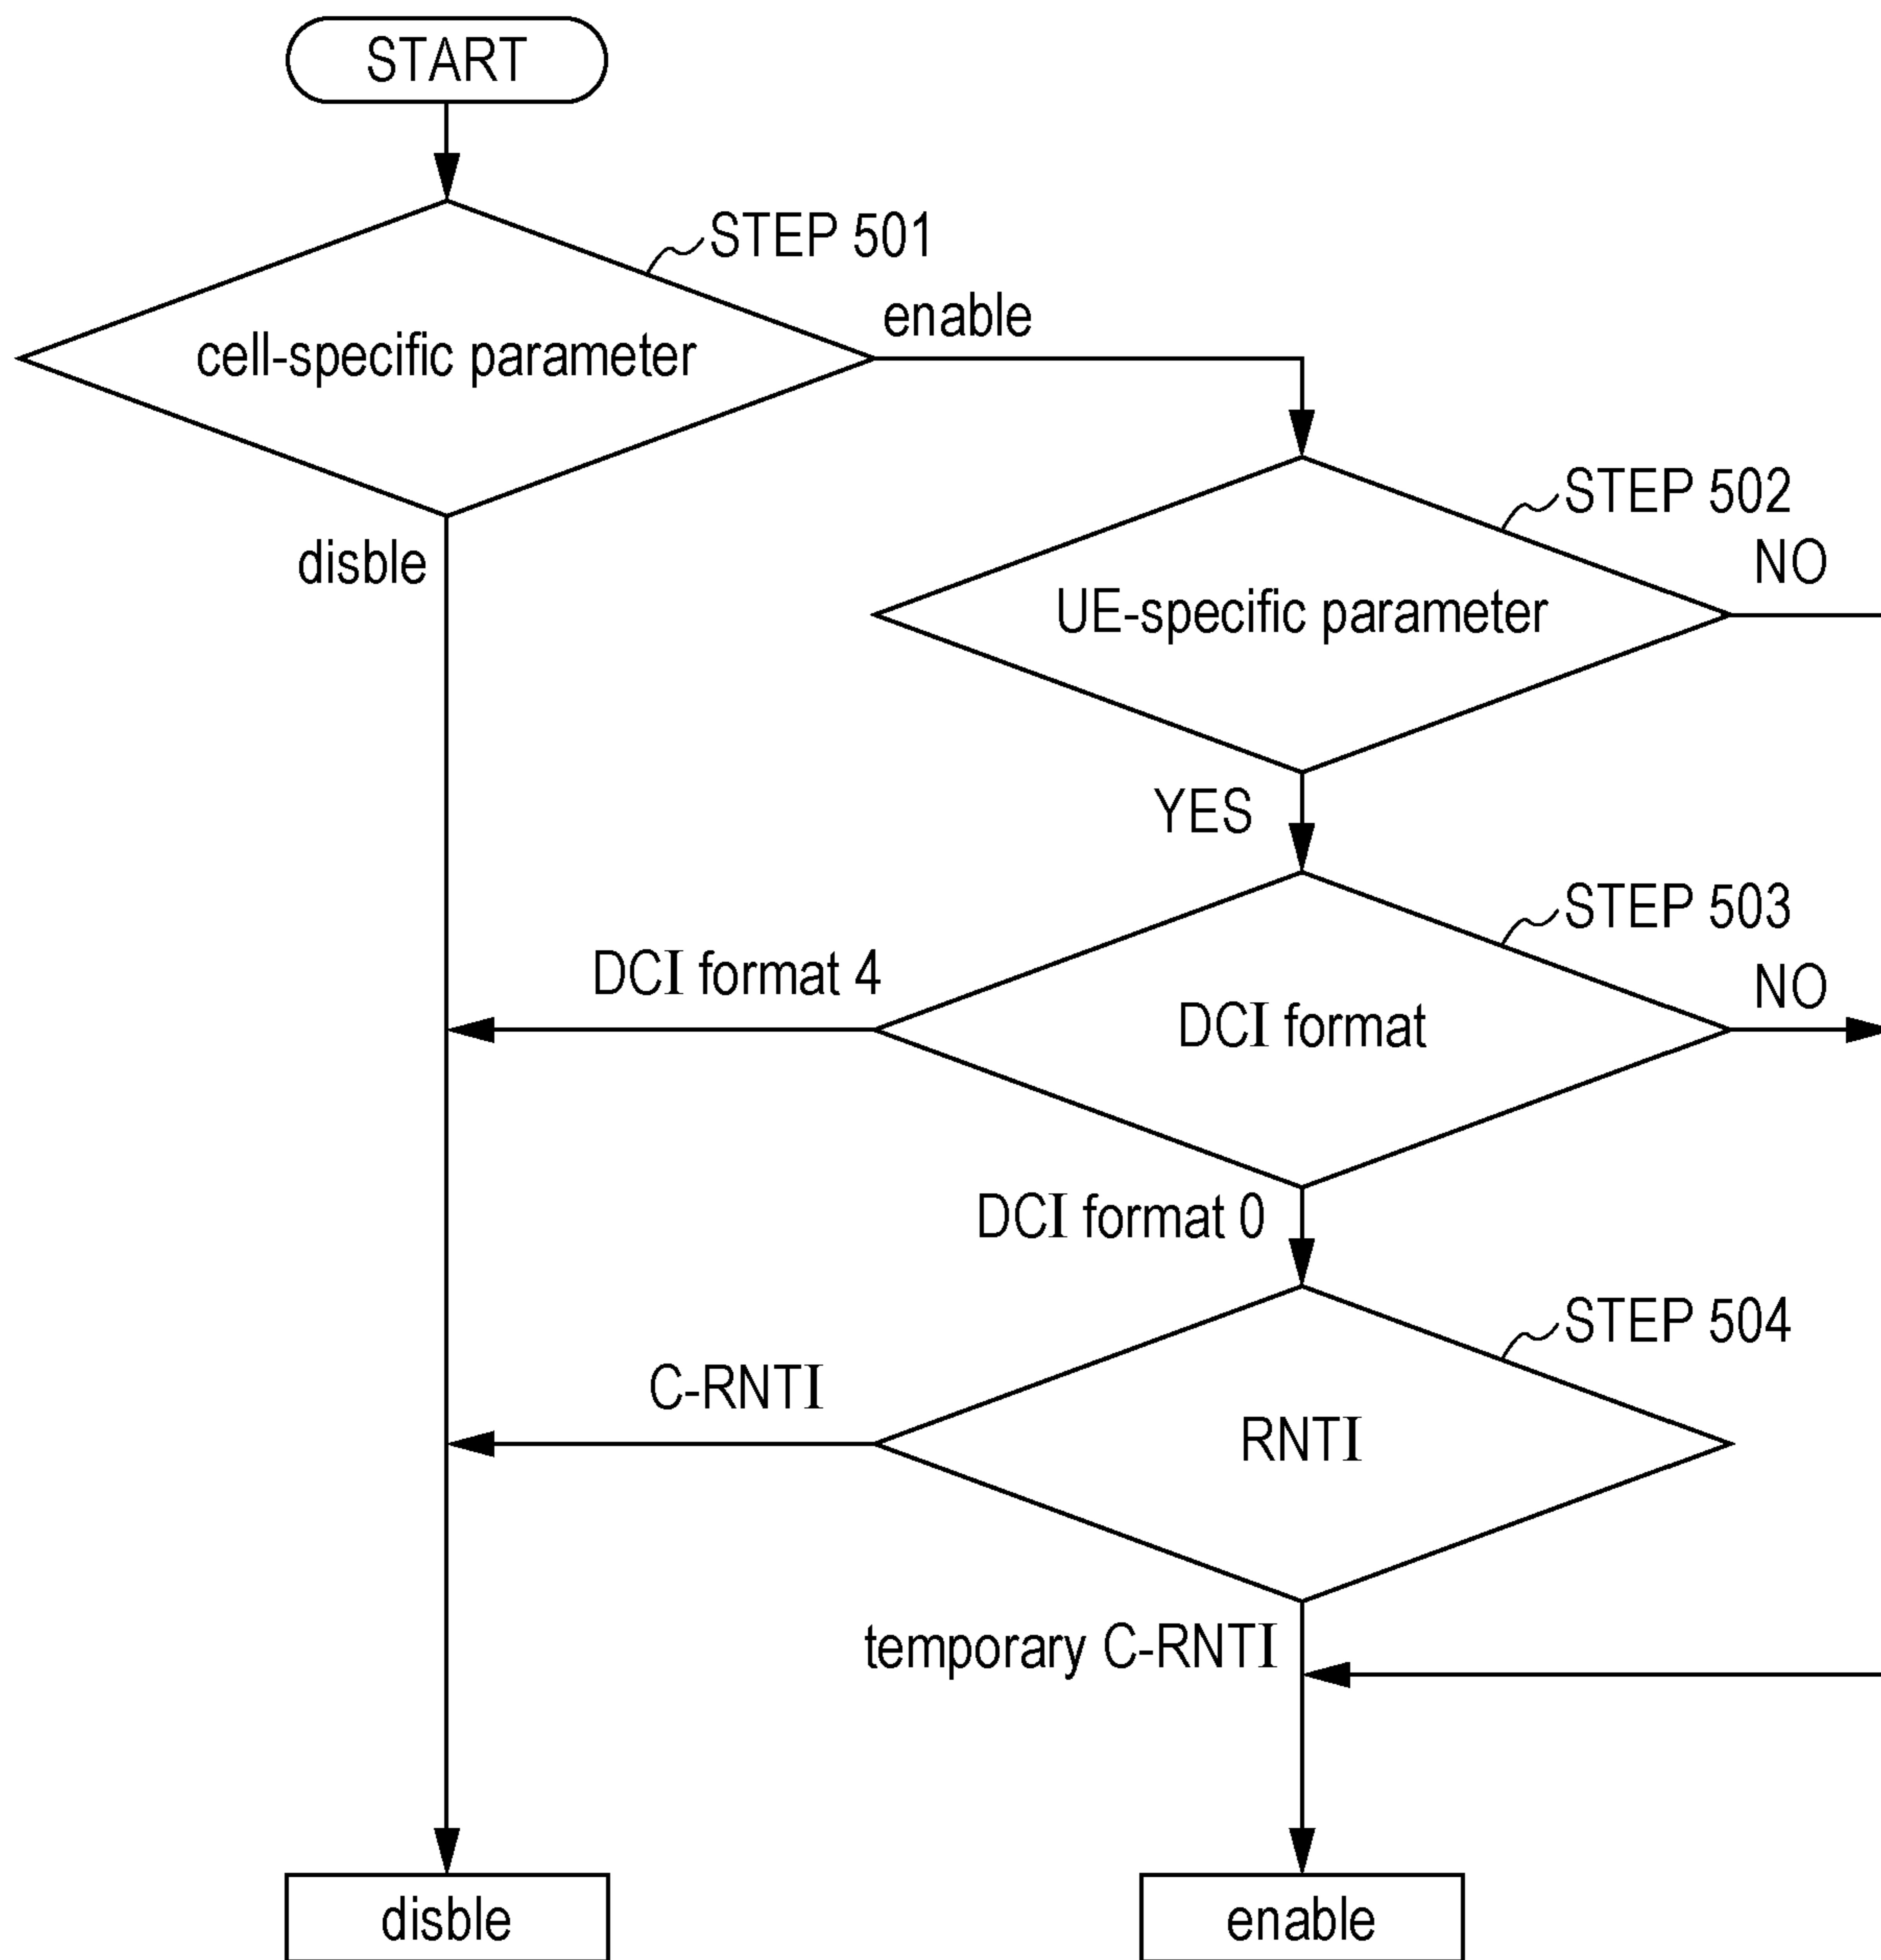 START
STEP 501
enable
cell-specific parameter
disble
STEP 502
NO
UE-specific parameter
YES
STEP 503
DCI format 4
NO
DCI format
DCI format 0
STEP 504
C-RNTI
RNTI
temporary C-RNTI
disble
enable